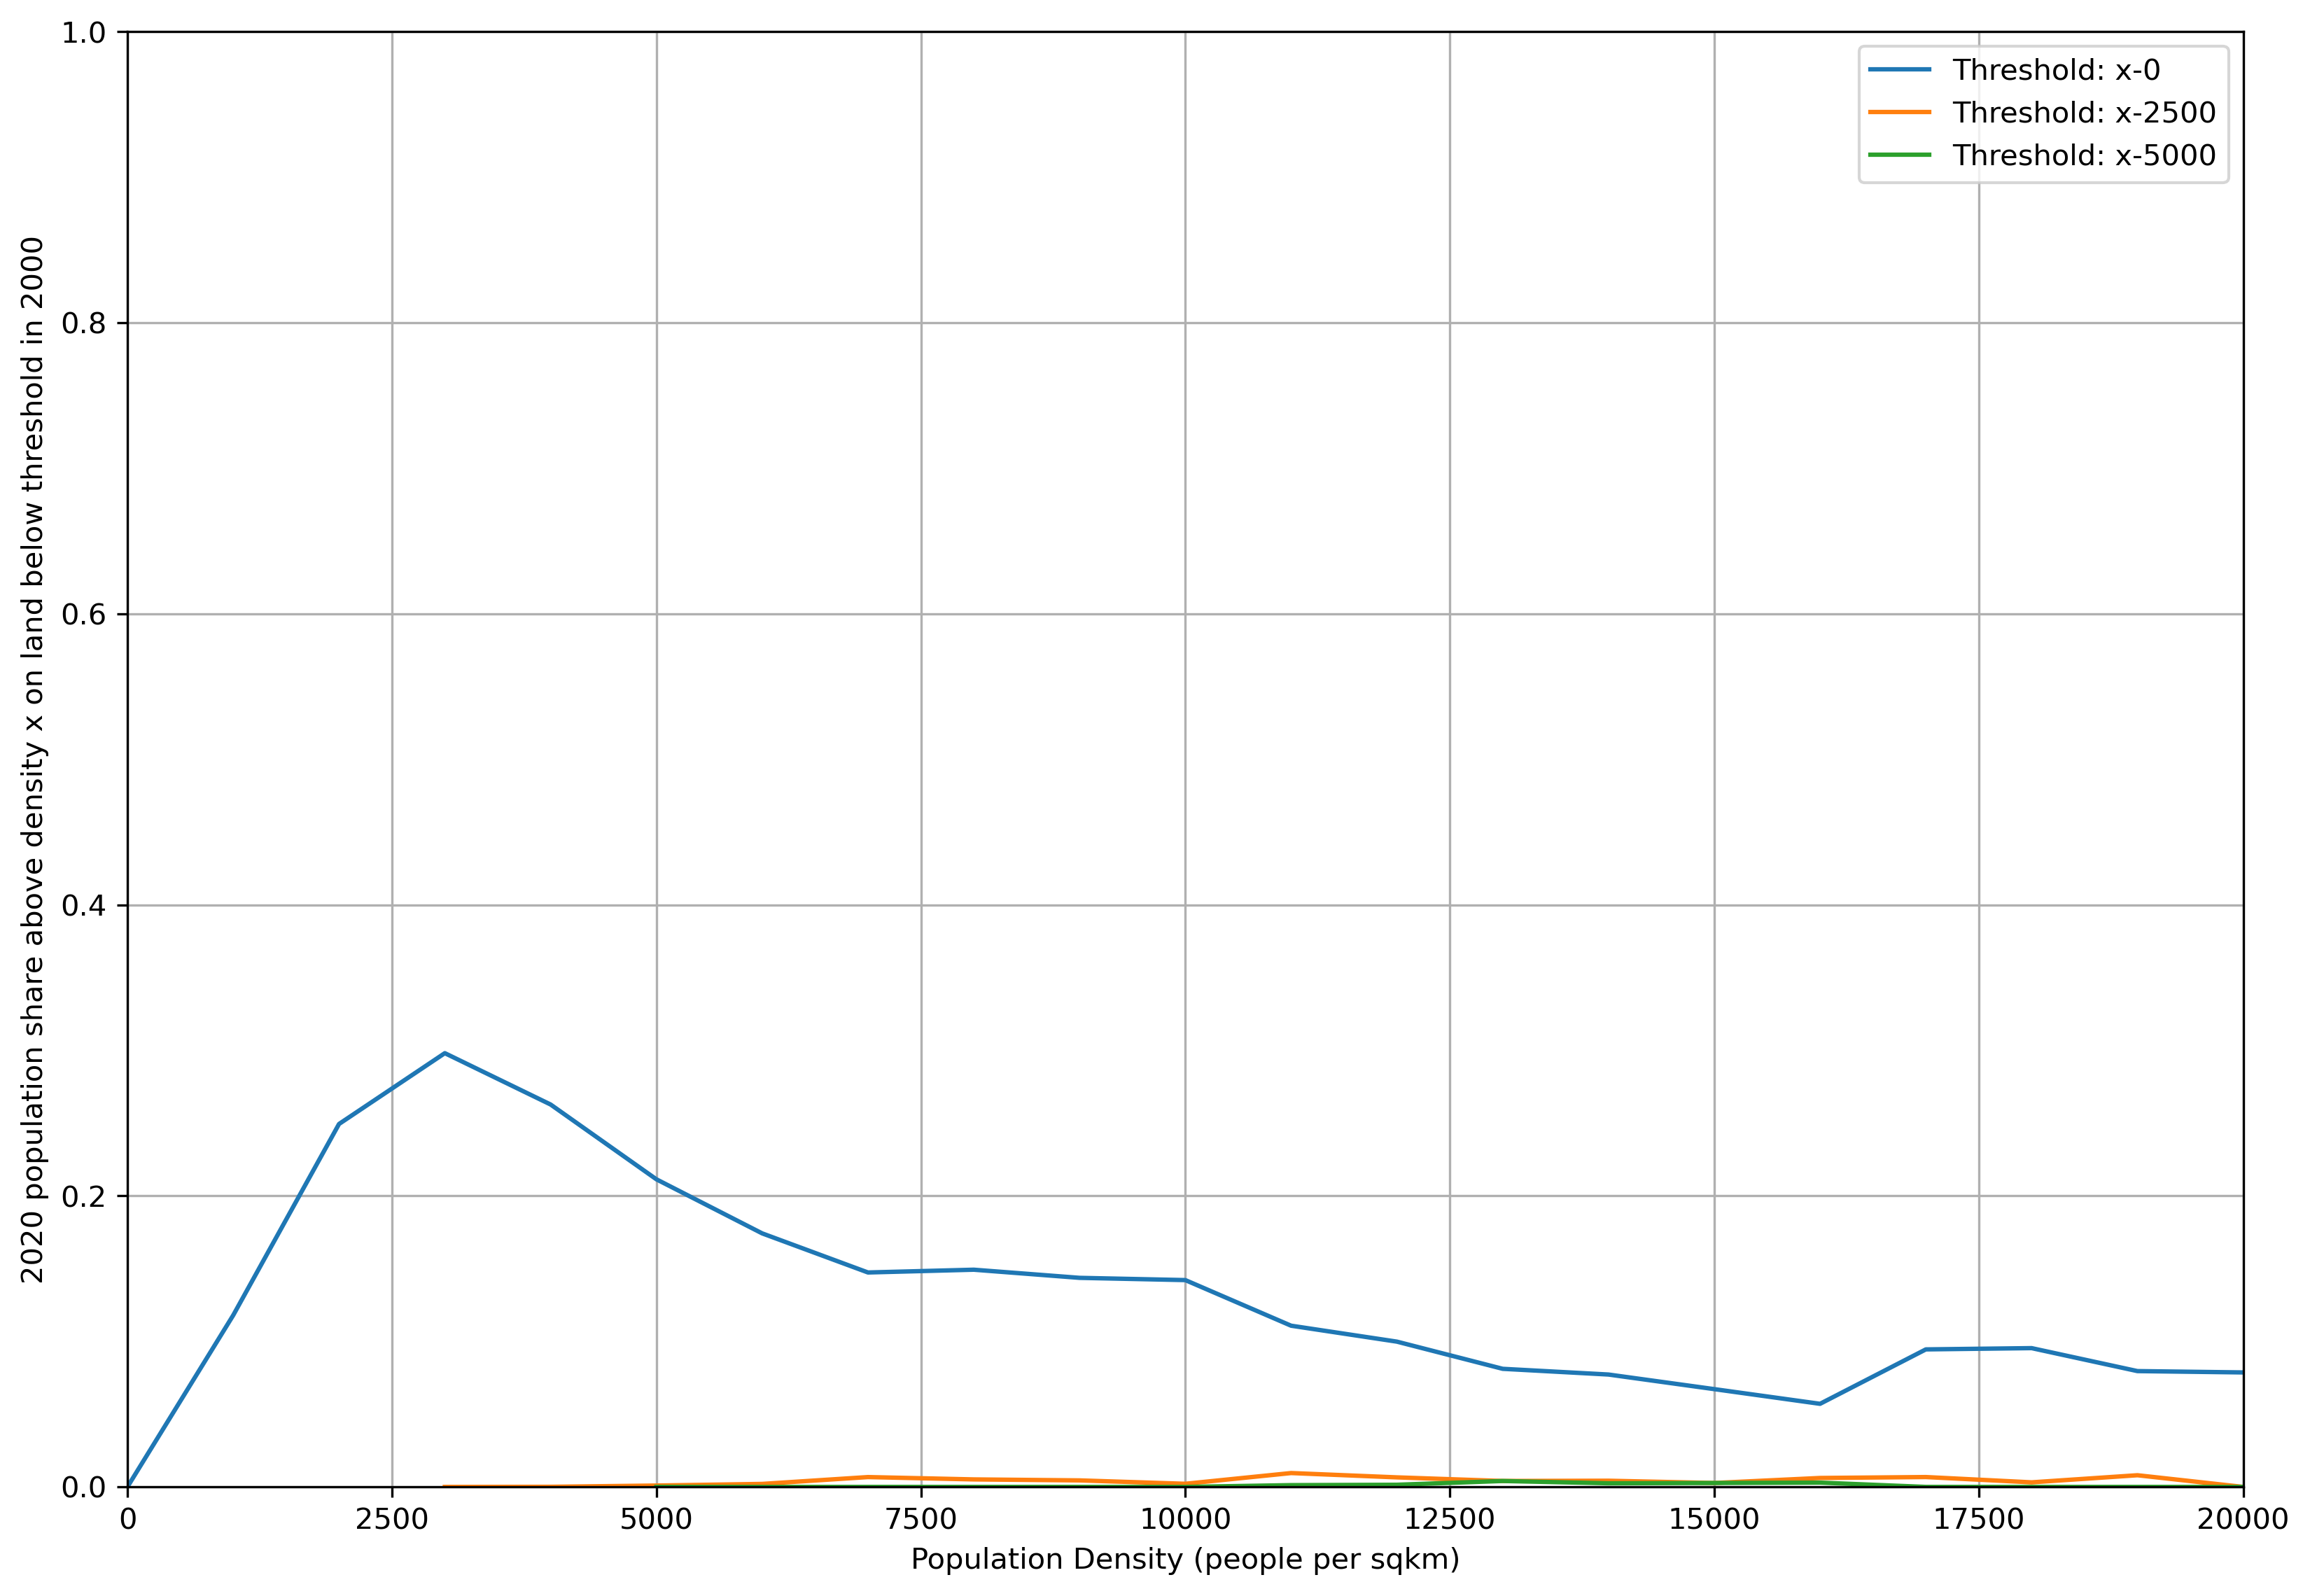 1.0
0.8
0.6
0.4
0.2
0.0
2020 population share above density x on land below threshold in 2000
Threshold: x-0
Threshold: x-2500
Threshold: x-5000
0 2500 5000 7500 10000 12500 15000 17500 20000
Population Density (people per sqkm)